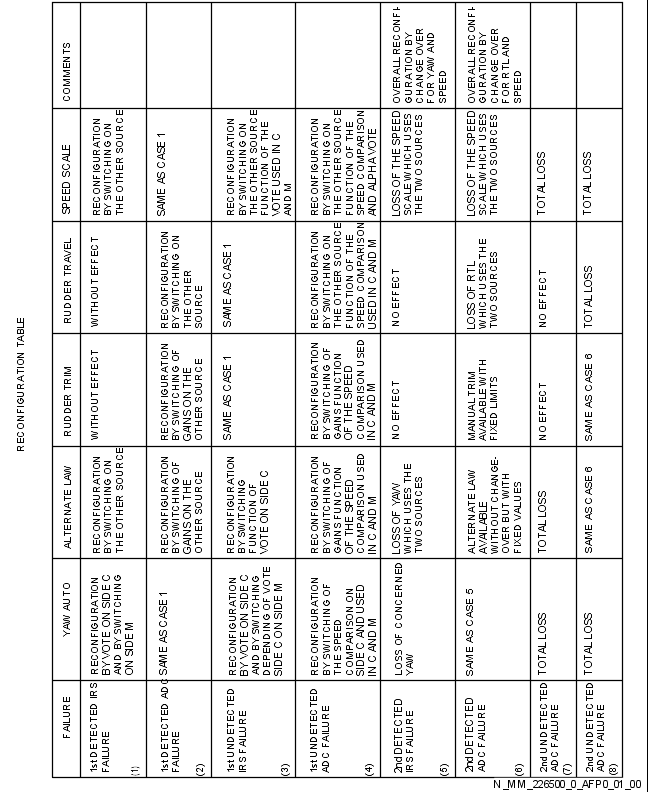 RECONFIGURATION TABLE
FAILURE
YAW AUTO
ALTERNATE LAW
RUDDER TRIM
RUDDER TRAVEL
SPEED SCALE
COMMENTS
1st DETECTED IRS
FAILURE
(1)
RECONFIGURATION
BY VOTE ON SIDE C
AND BY SWITCHING
ON SIDE M
RECONFIGURATION
BY SWITCHING ON
THE OTHER SOURCE
WITHOUT EFFECT
WITHOUT EFFECT
RECONFIGURATION
BY SWITCHING ON
THE OTHER SOURCE
1st DETECTED ADC
FAILURE
(2)
SAME AS CASE 1
RECONFIGURATION
BY SWITCHING OF
GAINS ON THE
OTHER SOURCE
RECONFIGURATION
BY SWITCHING OF
GAINS ON THE
OTHER SOURCE
RECONFIGURATION
BY SWITCHING ON
THE OTHER
SOURCE
SAME AS CASE 1
1st UNDETECTED
IRS FAILURE
(3)
RECONFIGURATION
BY VOTE ON SIDE C
AND BY SWITCHING
DEPENDING OF VOTE
SIDE C ON SIDE M
RECONFIGURATION
BY SWITCHING
FUNCTION OF
VOTE ON SIDE C
SAME AS CASE 1
SAME AS CASE 1
RECONFIGURATION
BY SWITCHING ON
THE OTHER SOURCE
FUNCTION OF THE
VOTE USED IN C
AND M
1st UNDETECTED
ADC FAILURE
(4)
RECONFIGURATION
BY SWITCHING OF
THE SPEED
COMPARISON ON
SIDE C AND USED
IN C AND M
RECONFIGURATION
BY SWITCHING OF
GAINS FUNCTION
OF THE SPEED
COMPARISON USED
IN C AND M
RECONFIGURATION
BY SWITCHING OF
GAINS FUNCTION
OF THE SPEED
COMPARISON USED
IN C AND M
RECONFIGURATION
BY SWITCHING ON
THE OTHER SOURCE
FUNCTION OF THE
SPEED COMPARISON
USED IN C AND M
RECONFIGURATION
BY SWITCHING ON
THE OTHER SOURCE
FUNCTION OF THE
SPEED COMPARISON
AND ALPHA VOTE
2nd DETECTED
IRS FAILURE
(5)
LOSS OF CONCERNED
YAW
LOSS OF YAW
WHICH USES THE
TWO SOURCES
NO EFFECT
NO EFFECT
LOSS OF THE SPEED
SCALE WHICH USES
THE TWO SOURCES
OVERALL RECONFI-
GURATION BY
CHANGE OVER
FOR YAW AND
SPEED
2nd DETECTED
ADC FAILURE
(6)
SAME AS CASE 5
ALTERNATE LAW
AVAILABLE
WITHOUT CHANGE-
OVER BUT WITH
FIXED VALUES
MANUAL TRIM
AVAILABLE WITH
FIXED LIMITS
LOSS OF RTL
WHICH USES THE
TWO SOURCES
LOSS OF THE SPEED
SCALE WHICH USES
THE TWO SOURCES
OVERALL RECONFI-
GURATION BY
CHANGE OVER
FOR RTL AND
SPEED
2nd UNDETECTED
ADC FAILURE
(7)
TOTAL LOSS
TOTAL LOSS
NO EFFECT
NO EFFECT
TOTAL LOSS
2nd UNDETECTED
ADC FAILURE
(8)
TOTAL LOSS
SAME AS CASE 6
SAME AS CASE 6
TOTAL LOSS
TOTAL LOSS
N_MM_226500_0_AFP0_01_00